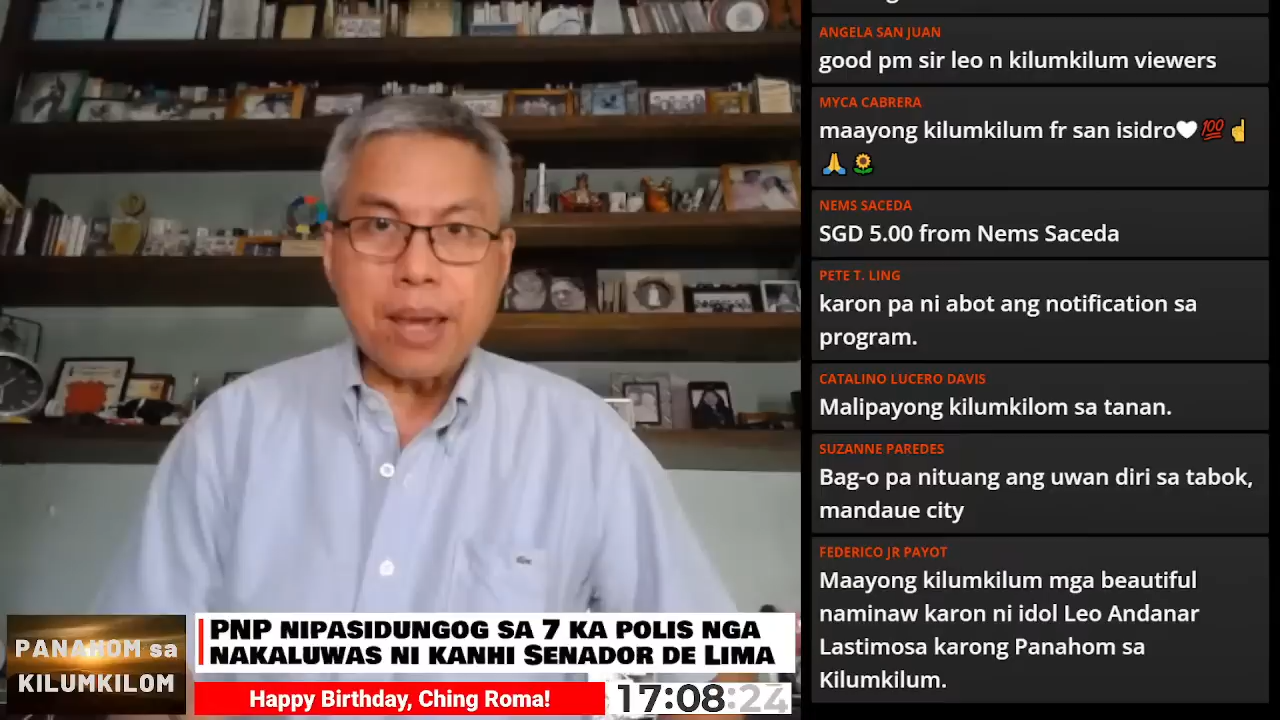 ANGELA SAN JUAN
good pm sir leo n kilumkilum viewers
MYCA CABRERA
maayong kilumkilum fr san isidro🤍💯☝️
🙏🌻
NEMS SACEDA
SGD 5.00 from Nems Saceda
PETE T. LING
karon pa ni abot ang notification sa
program.
CATALINO LUCERO DAVIS
Malipayong kilumkilom sa tanan.
SUZANNE PAREDES
Bag-o pa nituang ang uwan diri sa tabok,
mandaue city
FEDERICO JR PAYOT
Maayong kilumkilum mga beautiful
naminaw karon ni idol Leo Andanar
Lastimosa karong Panahom sa
Kilumkilum.
PANAHOM sa
KILUMKILOM
PNP NIPASIDUNGOG SA 7 KA POLIS NGA
NAKALUWAS NI KANHI SENADOR DE LIMA
Happy Birthday, Ching Roma!
17:08:24